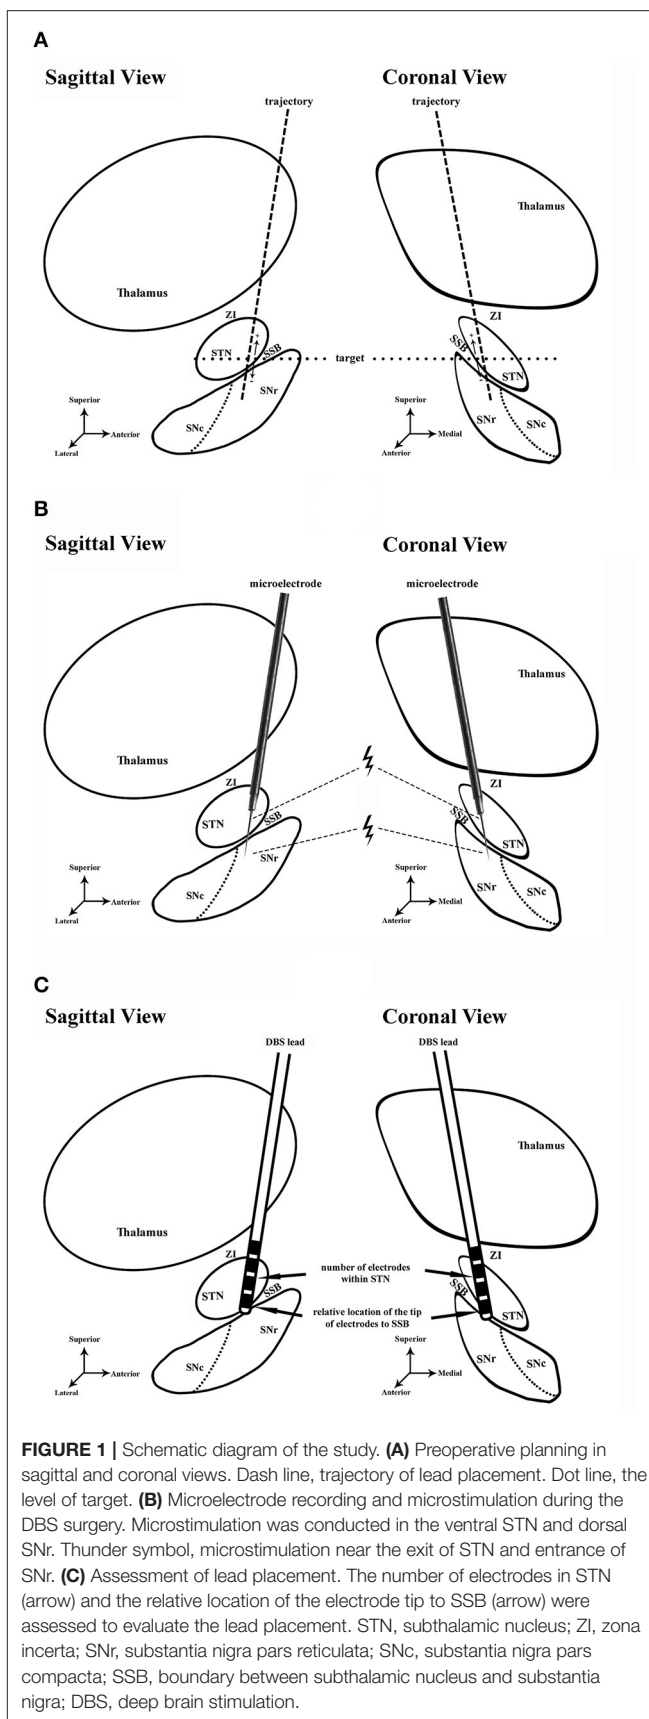 A
Sagittal View
Coronal View
trajectory
trajectory
Thalamus
Thalamus
ZI
ZI
STN
SSB
SSB
STN
+
-
+
-
target
SNr
SNc
SNr
SNc
Superior
Anterior
Lateral
Superior
Medial
Anterior
B
Sagittal View
Coronal View
microelectrode
microelectrode
Thalamus
Thalamus
ZI
ZI
STN
SSB
SSB
STN
SNr
SNc
SNr
SNc
Superior
Anterior
Lateral
Superior
Medial
Anterior
C
Sagittal View
Coronal View
DBS lead
DBS lead
Thalamus
Thalamus
ZI
ZI
number of electrodes
within STN
STN
SSB
SSB
STN
relative location of the tip
of electrodes to SSB
SNr
SNc
SNr
SNc
Superior
Anterior
Lateral
Superior
Medial
Anterior
FIGURE 1 | Schematic diagram of the study. (A) Preoperative planning in
sagittal and coronal views. Dash line, trajectory of lead placement. Dot line, the
level of target. (B) Microelectrode recording and microstimulation during the
DBS surgery. Microstimulation was conducted in the ventral STN and dorsal
SNr. Thunder symbol, microstimulation near the exit of STN and entrance of
SNr. (C) Assessment of lead placement. The number of electrodes in STN
(arrow) and the relative location of the electrode tip to SSB (arrow) were
assessed to evaluate the lead placement. STN, subthalamic nucleus; ZI, zona
incerta; SNr, substantia nigra pars reticulata; SNc, substantia nigra pars
compacta; SSB, boundary between subthalamic nucleus and substantia
nigra; DBS, deep brain stimulation.